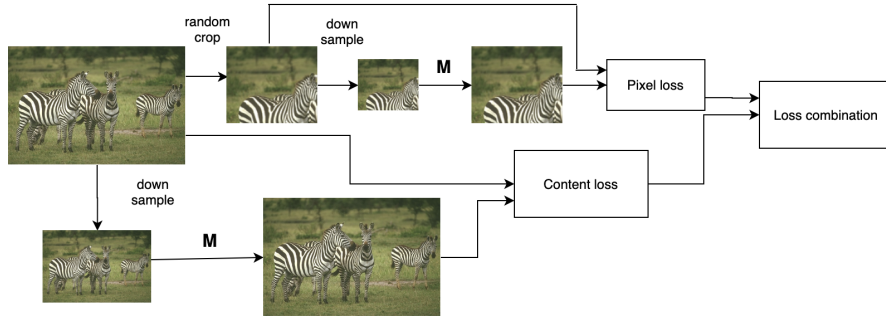 random
crop
down
sample
M
Pixel loss
Loss combination
Content loss
down
sample
M